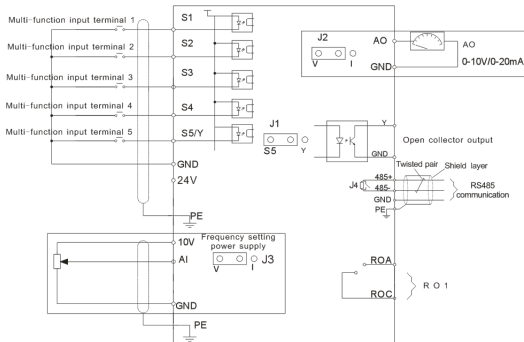 Multi-function input terminal 1
S1
Multi-function input terminal 2
S2
Multi-function input terminal 3
S3
Multi-function input terminal 4
S4
Multi-function input terminal 5
S5/Y
GND
24V
PE
J2
V I
AO
GND
AO
0-10V/0-20mA
J1
S5 Y
Y
GND
Open collector output
Twisted pair
Shield layer
485+
J4
485-
GND
PE
RS485
communication
10V
Frequency setting
power supply
AI
J3
V I
GND
PE
ROA
ROC
RO1